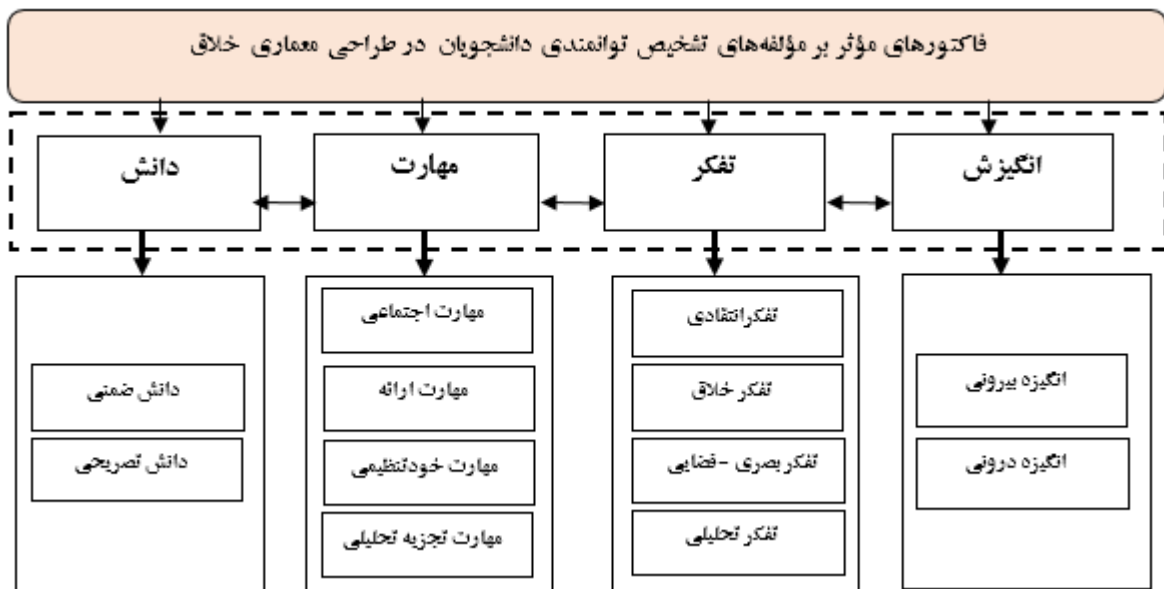 فاکتورهای مؤثر بر مؤلفه‌های تشخیص توانمندی دانشجویان در طراحی معماری خلاق
انگیزش
تفکر
مهارت
دانش
انگیزه بیرونی
انگیزه درونی
تفکرانتقادی
تفکر خلاق
تفکر بصری -فضایی
تفکر تحلیلی
مهارت اجتماعی
مهارت ارائه
مهارت خودتنظیمی
مهارت تجزیه تحلیلی
دانش ضمنی
دانش تصریحی